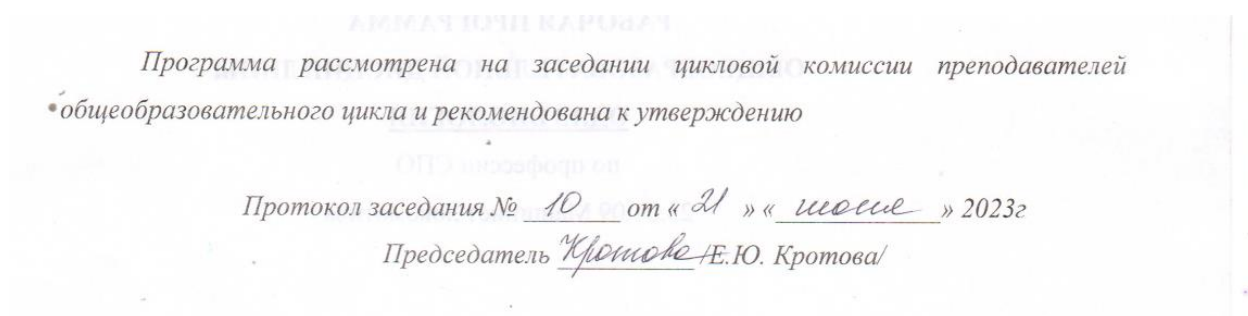 Программа рассмотрена на заседании цикловой комиссии преподавателей
общеобразовательного цикла и рекомендована к утверждению
Протокол заседания № 10 от « 21 » « июня » 2023г
Председатель Кротова /Е.Ю. Кротова/